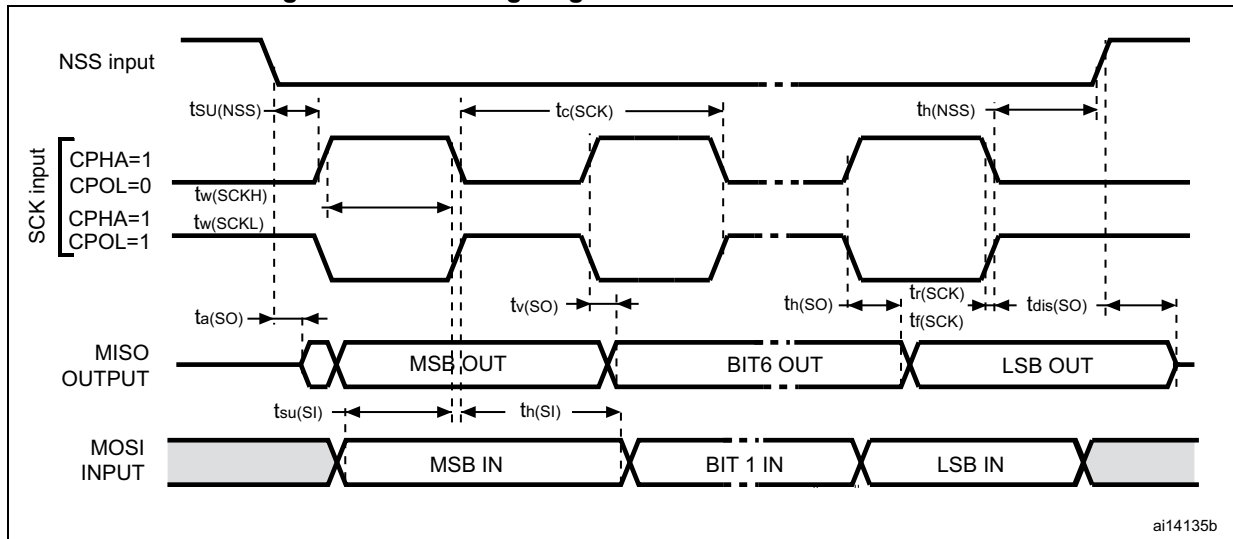 NSS input
tSU(NSS)
tc(SCK)
th(NSS)
SCK input
CPHA=1
CPOL=0
tw(SCKH)
CPHA=1
tw(SCKL)
CPOL=1
ta(SO)
tv(SO)
th(SO)
tr(SCK)
tf(SCK)
tdis(SO)
MISO
OUTPUT
MSB OUT
BIT6 OUT
LSB OUT
tsu(SI)
th(SI)
MOSI
INPUT
MSB IN
BIT 1 IN
LSB IN
ai14135b